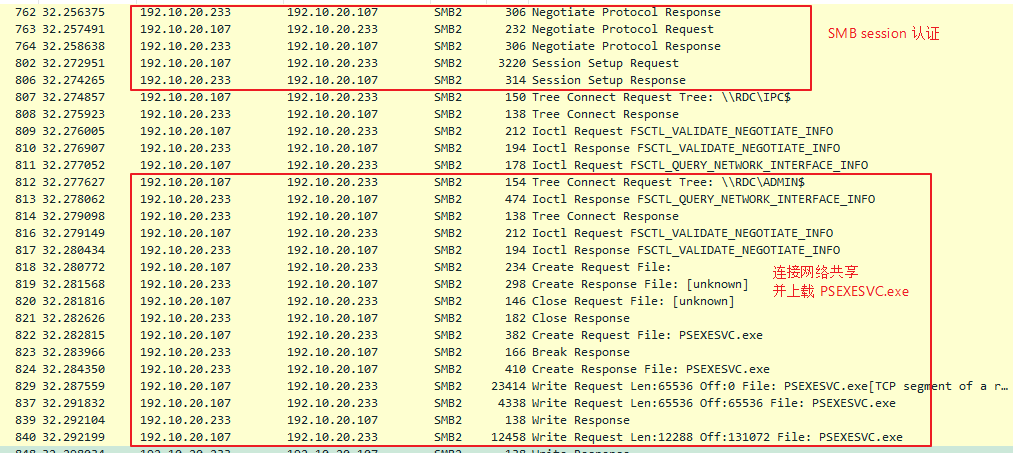 762 32.256375 192.10.20.233 192.10.20.107 SMB2 306 Negotiate Protocol Response
763 32.257491 192.10.20.107 192.10.20.233 SMB2 232 Negotiate Protocol Request
SMB session 认证
764 32.258638 192.10.20.233 192.10.20.107 SMB2 306 Negotiate Protocol Response
802 32.272951 192.10.20.107 192.10.20.233 SMB2 3220 Session Setup Request
806 32.274265 192.10.20.233 192.10.20.107 SMB2 314 Session Setup Response
807 32.274857 192.10.20.107 192.10.20.233 SMB2 150 Tree Connect Request Tree: \\RDC\IPC$
808 32.275923 192.10.20.233 192.10.20.107 SMB2 138 Tree Connect Response
809 32.276005 192.10.20.107 192.10.20.233 SMB2 212 Ioctl Request FSCTL_VALIDATE_NEGOTIATE_INFO
810 32.276907 192.10.20.233 192.10.20.107 SMB2 194 Ioctl Response FSCTL_VALIDATE_NEGOTIATE_INFO
811 32.277052 192.10.20.107 192.10.20.233 SMB2 178 Ioctl Request FSCTL_QUERY_NETWORK_INTERFACE_INFO
812 32.277627 192.10.20.107 192.10.20.233 SMB2 154 Tree Connect Request Tree: \\RDC\ADMIN$
813 32.278062 192.10.20.233 192.10.20.107 SMB2 474 Ioctl Response FSCTL_QUERY_NETWORK_INTERFACE_INFO
814 32.279098 192.10.20.233 192.10.20.107 SMB2 138 Tree Connect Response
816 32.279149 192.10.20.107 192.10.20.233 SMB2 212 Ioctl Request FSCTL_VALIDATE_NEGOTIATE_INFO
817 32.280434 192.10.20.233 192.10.20.107 SMB2 194 Ioctl Response FSCTL_VALIDATE_NEGOTIATE_INFO
818 32.280772 192.10.20.107 192.10.20.233 SMB2 234 Create Request File:
连接网络共享
819 32.281568 192.10.20.233 192.10.20.107 SMB2 298 Create Response File: [unknown]
并上载 PSEXESVC.exe
820 32.281816 192.10.20.107 192.10.20.233 SMB2 146 Close Request File: [unknown]
821 32.282626 192.10.20.233 192.10.20.107 SMB2 182 Close Response
822 32.282815 192.10.20.107 192.10.20.233 SMB2 382 Create Request File: PSEXESVC.exe
823 32.283966 192.10.20.233 192.10.20.107 SMB2 166 Break Response
824 32.284350 192.10.20.233 192.10.20.107 SMB2 410 Create Response File: PSEXESVC.exe
829 32.287559 192.10.20.107 192.10.20.233 SMB2 23414 Write Request Len:65536 Off:0 File: PSEXESVC.exe[TCP segment of a r…
837 32.291832 192.10.20.107 192.10.20.233 SMB2 4338 Write Request Len:65536 Off:65536 File: PSEXESVC.exe
839 32.292104 192.10.20.233 192.10.20.107 SMB2 138 Write Response
840 32.292199 192.10.20.107 192.10.20.233 SMB2 12458 Write Request Len:12288 Off:131072 File: PSEXESVC.exe